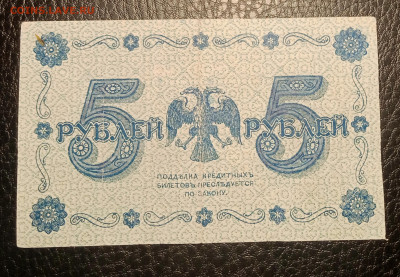 5 5
РУБЛЕЙ РУБЛЕЙ
ПОДДѢЛКА КРЕДИТНЫХЪ
БИЛЕТОВЪ ПРЕСЛѢДУЕТСЯ
ПО ЗАКОНУ.